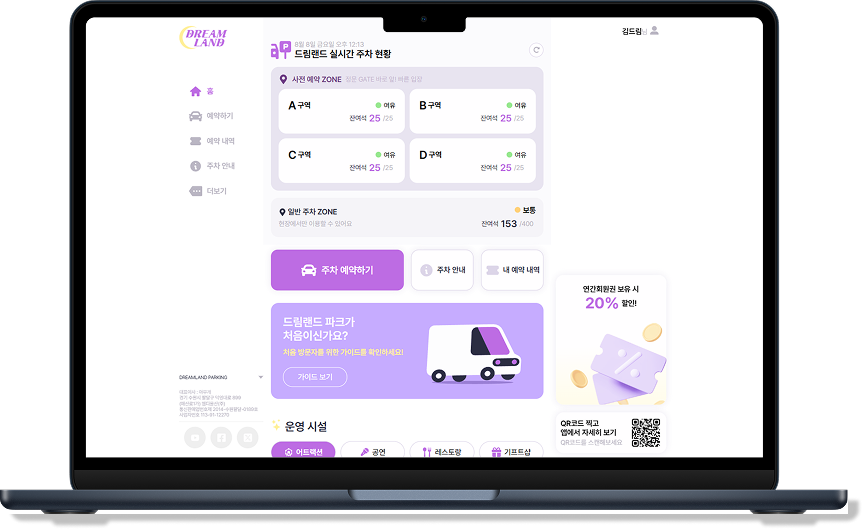 DREAM
LAND
김드림님
8월 8일 금요일 오후 12:13
드림랜드 실시간 주차 현황
홈
예약하기
예약 내역
주차 안내
더보기
사전 예약 ZONE 정문 GATE 바로 앞! 빠른 입장
A 구역
여유
잔여석 25 /25
B 구역
여유
잔여석 25 /25
C 구역
여유
잔여석 25 /25
D 구역
여유
잔여석 25 /25
일반 주차 ZONE
보통
현장에서만 이용할 수 있어요
잔여석 153 /400
주차 예약하기
주차 안내
내 예약 내역
드림랜드 파크가
처음이신가요?
처음 방문자를 위한 가이드를 확인하세요!
가이드 보기
운영 시설
어트랙션
공연
레스토랑
기프트샵
연간회원권 보유 시
20% 할인!
QR코드 찍고
앱에서 자세히 보기
QR코드를 스캔해보세요
DREAMLAND PARKING